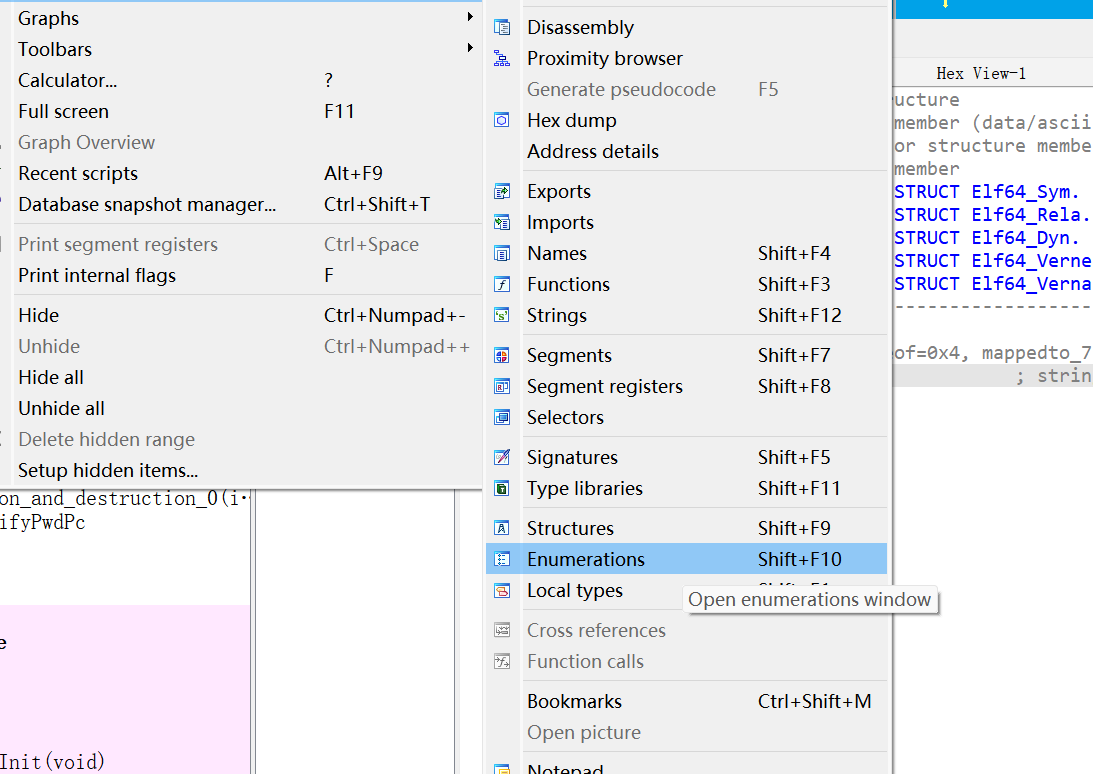 Graphs
Toolbars
Calculator... ?
Full screen F11
Graph Overview
Recent scripts Alt+F9
Database snapshot manager... Ctrl+Shift+T
Print segment registers Ctrl+Space
Print internal flags F
Hide Ctrl+Numpad+-
Unhide Ctrl+Numpad++
Hide all
Unhide all
Delete hidden range
Setup hidden items...
on_and_destruction_0(i··
ifyPwdPc
e
Init(void)
Disassembly
Proximity browser
Generate pseudocode F5
Hex dump
Address details
Exports
Imports
Names Shift+F4
Functions Shift+F3
Strings Shift+F12
Segments Shift+F7
Segment registers Shift+F8
Selectors
Signatures Shift+F5
Type libraries Shift+F11
Structures Shift+F9
Enumerations Shift+F10
Local types
Open enumerations window
Cross references
Function calls
Bookmarks Ctrl+Shift+M
Open picture
Notepad
Hex View-1
ucture
member (data/ascii
or structure membe
member
STRUCT Elf64_Sym.
STRUCT Elf64_Rela.
STRUCT Elf64_Dyn.
STRUCT Elf64_Verne
STRUCT Elf64_Verna
------------------
eof=0x4, mappedto_7
; strin